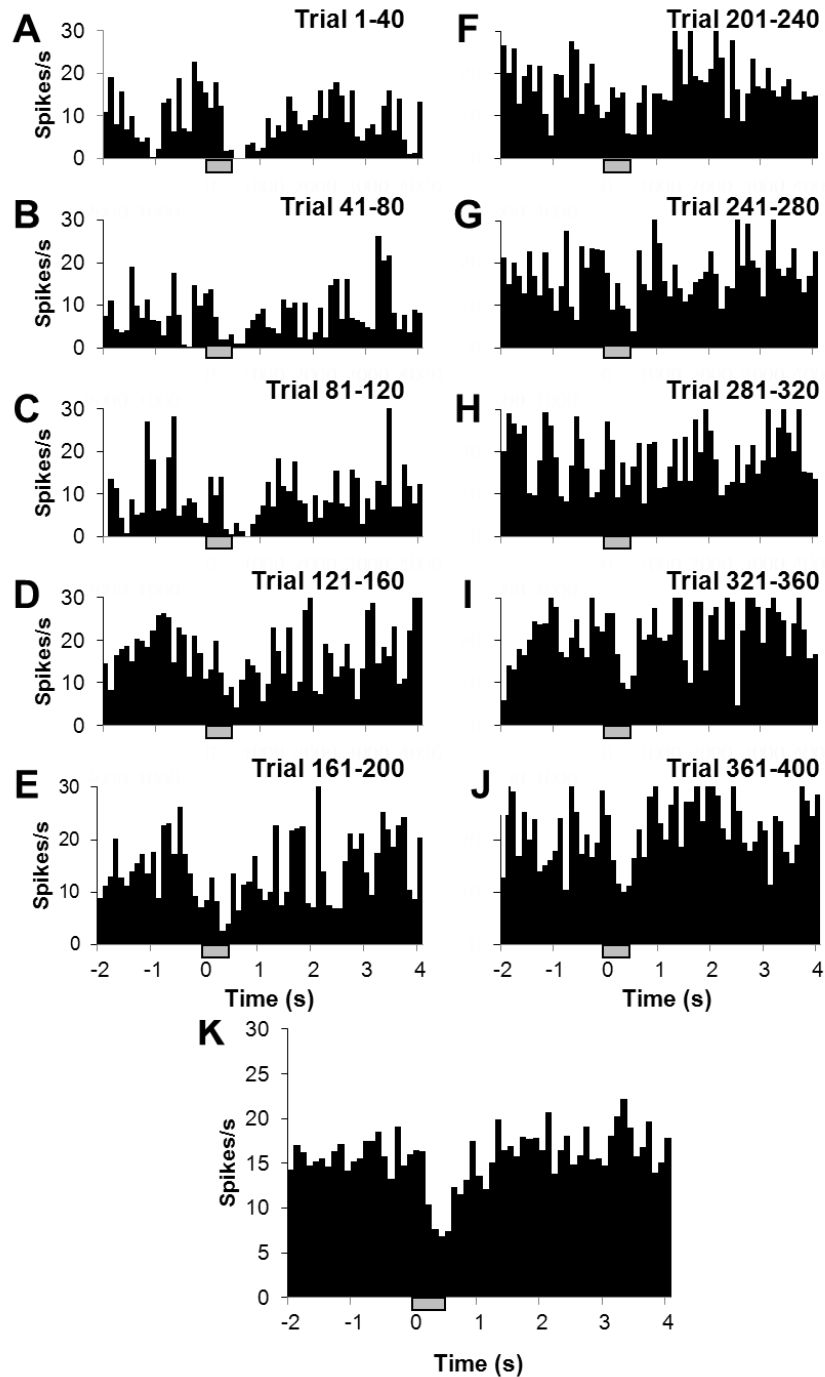 A
Trial 1-40
Spikes/s
30
20
10
0
B
Trial 41-80
Spikes/s
30
20
10
0
C
Trial 81-120
Spikes/s
30
20
10
0
D
Trial 121-160
Spikes/s
30
20
10
0
E
Trial 161-200
Spikes/s
30
20
10
0
-2 -1 0 1 2 3 4
Time (s)
F
Trial 201-240
G
Trial 241-280
H
Trial 281-320
I
Trial 321-360
J
Trial 361-400
-2 -1 0 1 2 3 4
Time (s)
K
Spikes/s
30
25
20
15
10
5
0
-2 -1 0 1 2 3 4
Time (s)